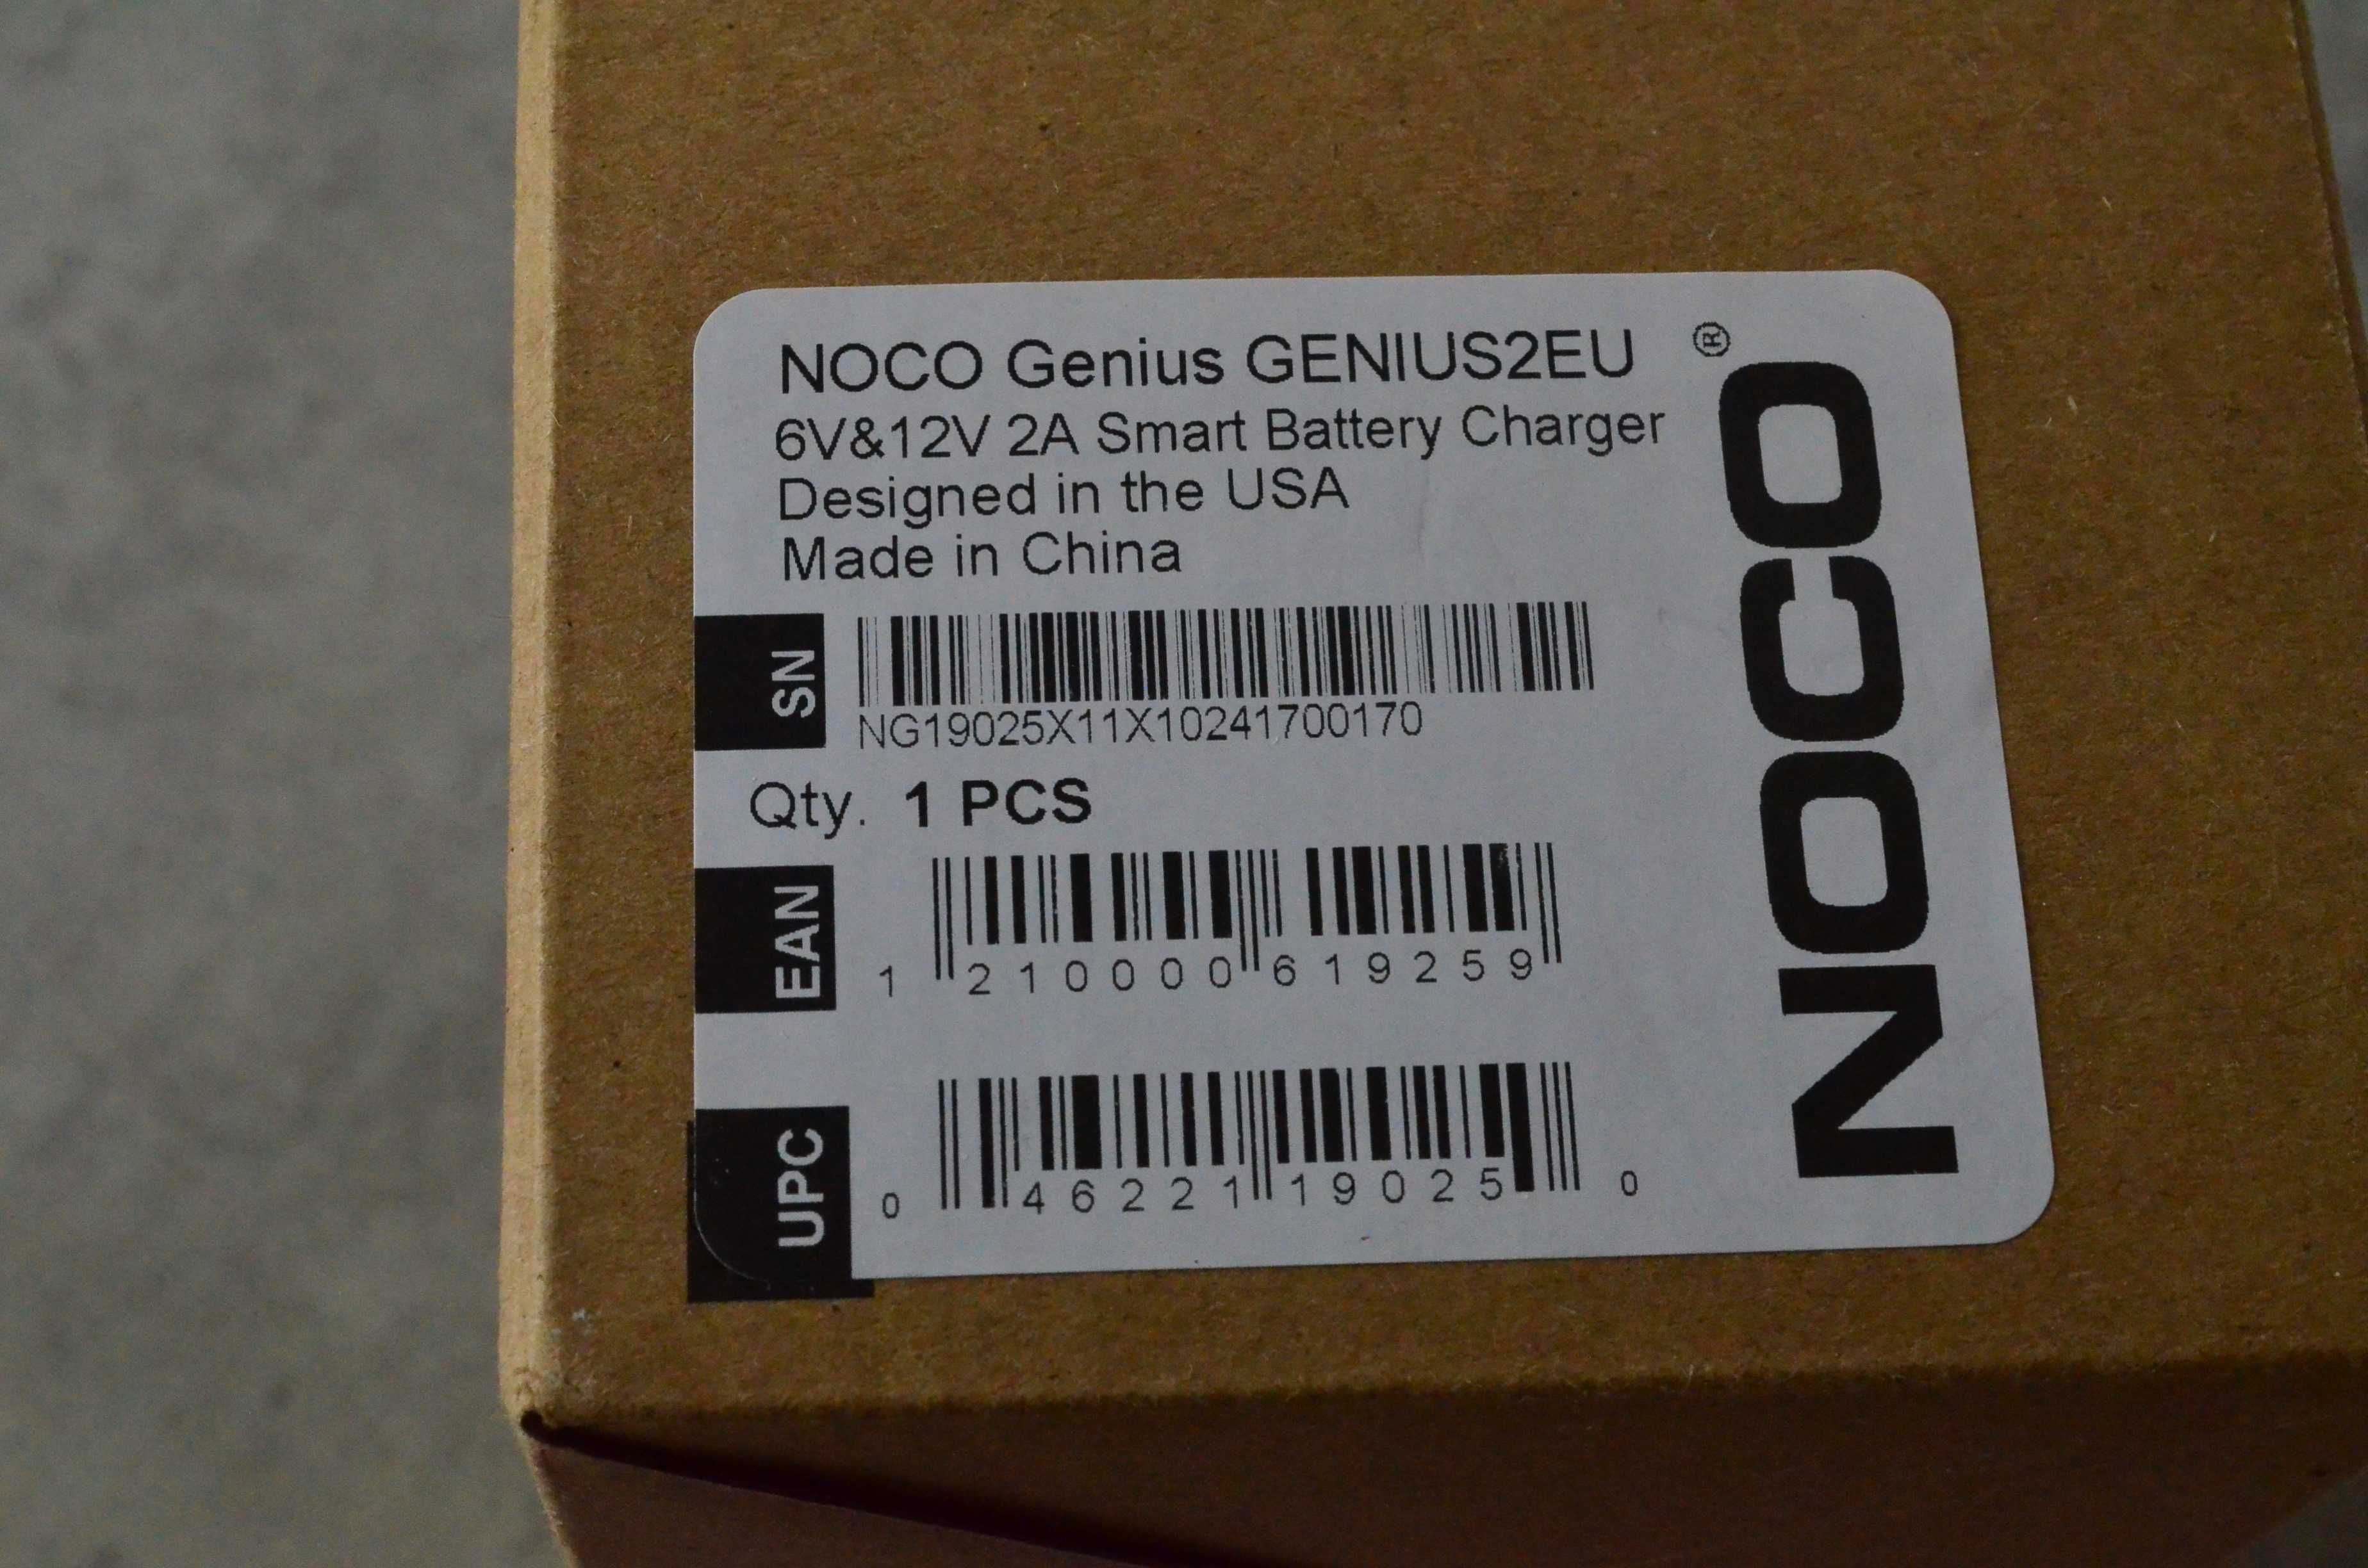 NOCO Genius GENIUS2EU
6V&12V 2A Smart Battery Charger
Designed in the USA
Made in China
SN
NG19025X11X10241700170
Qty. 1 PCS
EAN
1 210000 619259
UPC
0 46221 19025 0
NOCO®